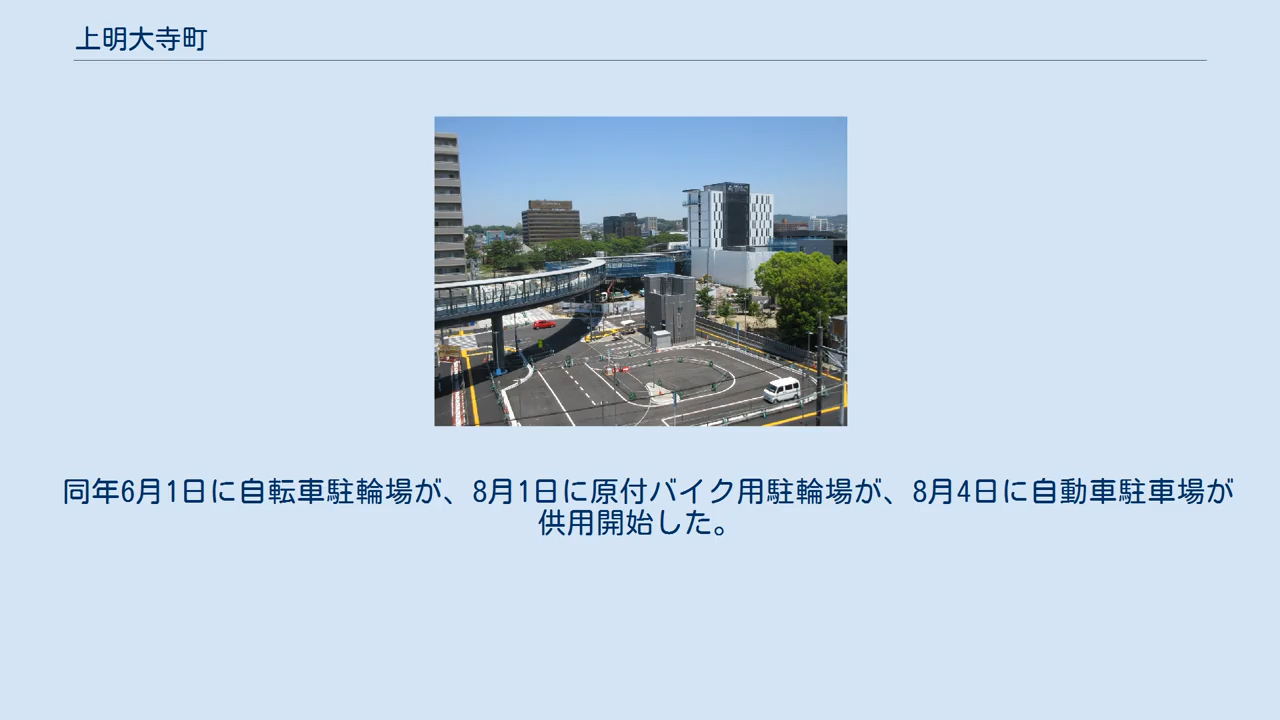 上明大寺町
同年6月1日に自転車駐輪場が、8月1日に原付バイク用駐輪場が、8月4日に自動車駐車場が
供用開始した。